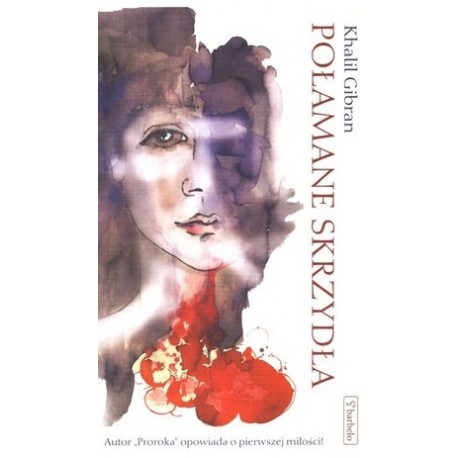 Khalil Gibran
POŁAMANE SKRZYDŁA
barbelo
Autor „Proroka" opowiada o pierwszej miłości!